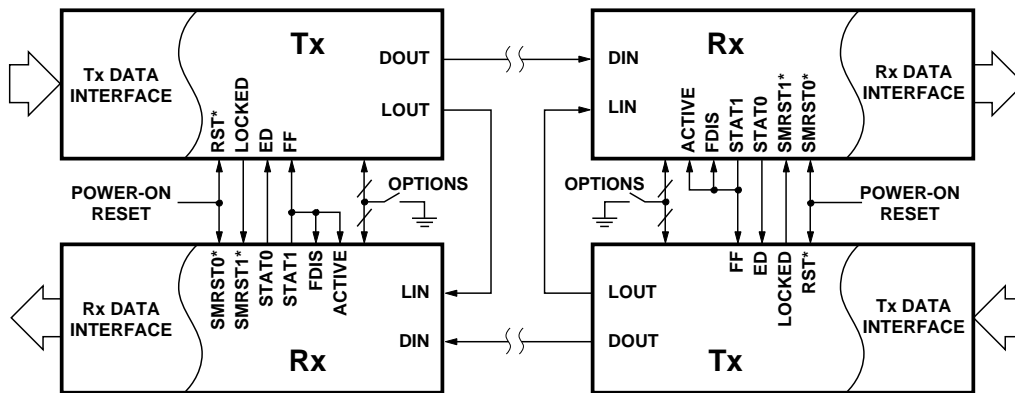 Tx
Tx DATA
INTERFACE
DOUT
LOUT
RST*
LOCKED
ED
FF
Rx
DIN
LIN
ACTIVE
FDIS
STAT1
STAT0
SMRST1*
SMRST0*
Rx DATA
INTERFACE
POWER-ON
RESET
OPTIONS
OPTIONS
POWER-ON
RESET
Rx DATA
INTERFACE
SMRST0*
SMRST1*
STAT0
STAT1
FDIS
ACTIVE
LIN
DIN
Rx
LOUT
DOUT
FF
ED
LOCKED
RST*
Tx DATA
INTERFACE
Tx